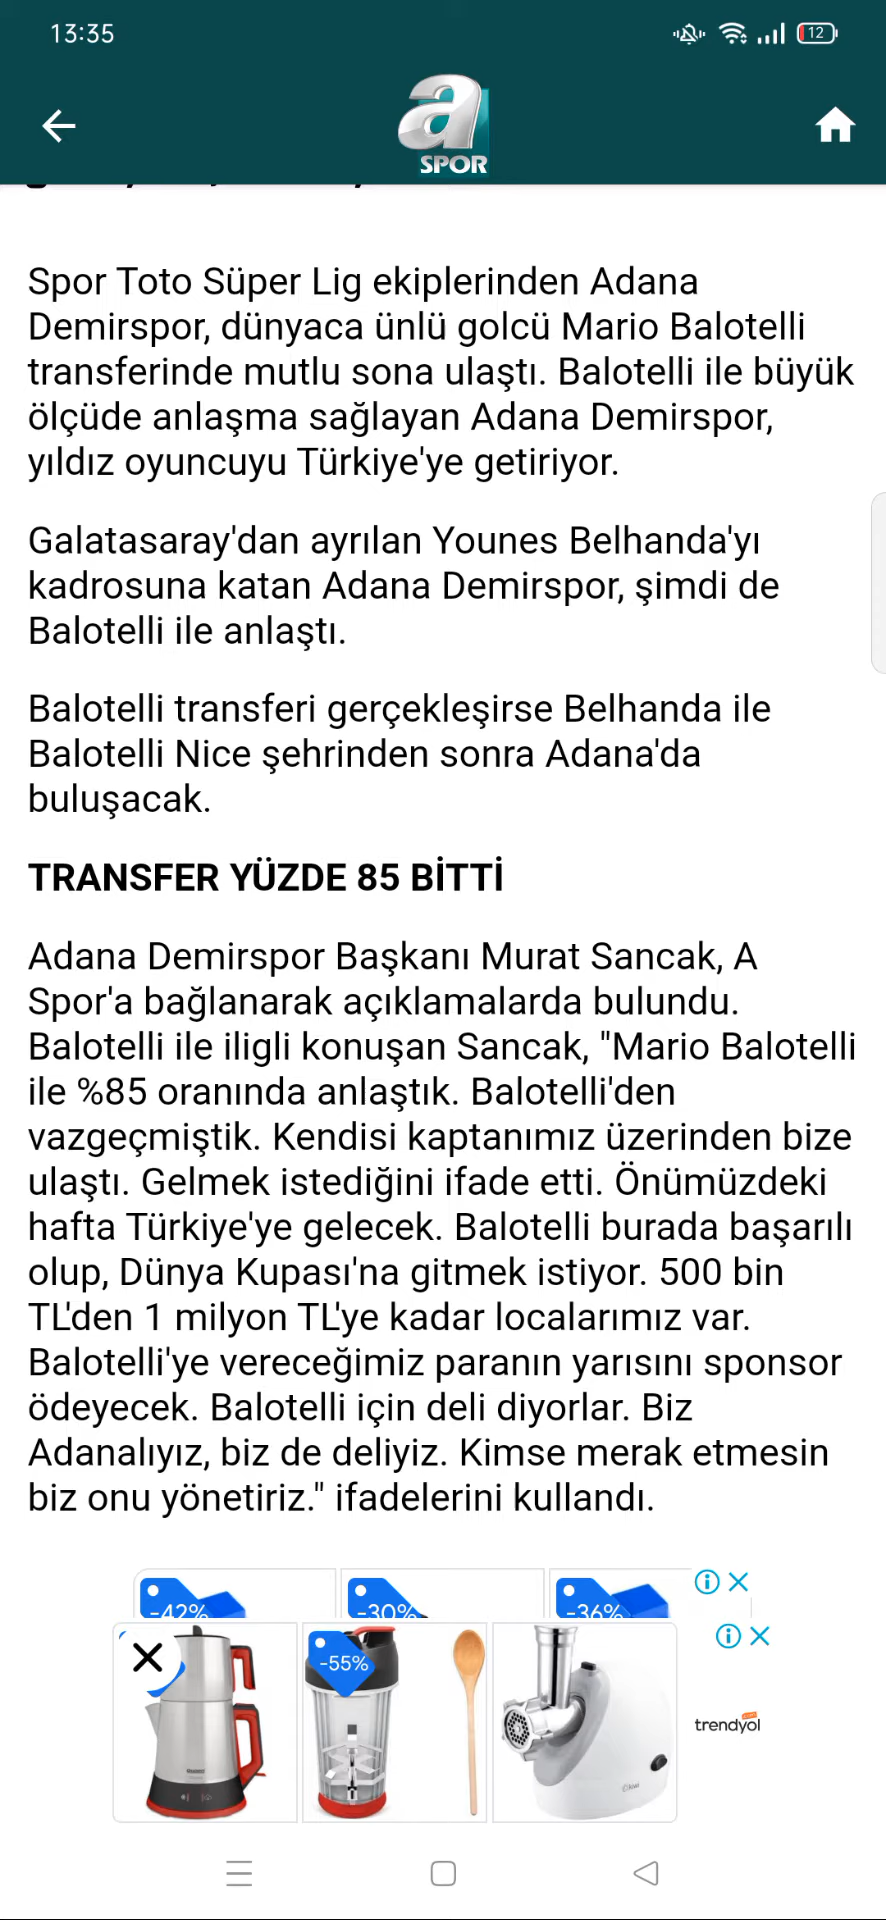 13:35
12
a
SPOR
Spor Toto Süper Lig ekiplerinden Adana
Demirspor, dünyaca ünlü golcü Mario Balotelli
transferinde mutlu sona ulaştı. Balotelli ile büyük
ölçüde anlaşma sağlayan Adana Demirspor,
yıldız oyuncuyu Türkiye'ye getiriyor.
Galatasaray'dan ayrılan Younes Belhanda'yı
kadrosuna katan Adana Demirspor, şimdi de
Balotelli ile anlaştı.
Balotelli transferi gerçekleşirse Belhanda ile
Balotelli Nice şehrinden sonra Adana'da
buluşacak.
TRANSFER YÜZDE 85 BİTTİ
Adana Demirspor Başkanı Murat Sancak, A
Spor'a bağlanarak açıklamalarda bulundu.
Balotelli ile iligli konuşan Sancak, "Mario Balotelli
ile %85 oranında anlaştık. Balotelli'den
vazgeçmiştik. Kendisi kaptanımız üzerinden bize
ulaştı. Gelmek istediğini ifade etti. Önümüzdeki
hafta Türkiye'ye gelecek. Balotelli burada başarılı
olup, Dünya Kupası'na gitmek istiyor. 500 bin
TL'den 1 milyon TL'ye kadar localarımız var.
Balotelli'ye vereceğimiz paranın yarısını sponsor
ödeyecek. Balotelli için deli diyorlar. Biz
Adanalıyız, biz de deliyiz. Kimse merak etmesin
biz onu yönetiriz." ifadelerini kullandı.
-42%
-30%
-36%
-55%
kiwi
trendyol